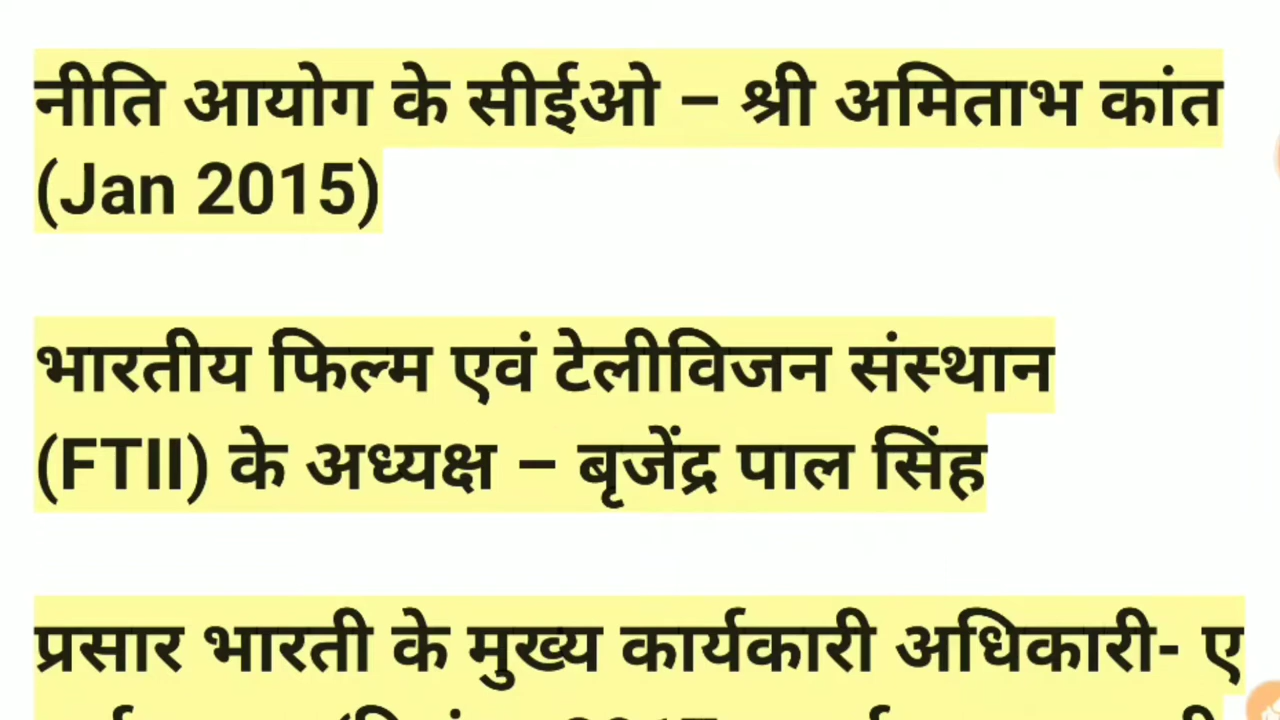 नीति आयोग के सीईओ – श्री अमिताभ कांत
(Jan 2015)
भारतीय फिल्म एवं टेलीविजन संस्थान
(FTII) के अध्यक्ष – बृजेंद्र पाल सिंह
प्रसार भारती के मुख्य कार्यकारी अधिकारी- ए